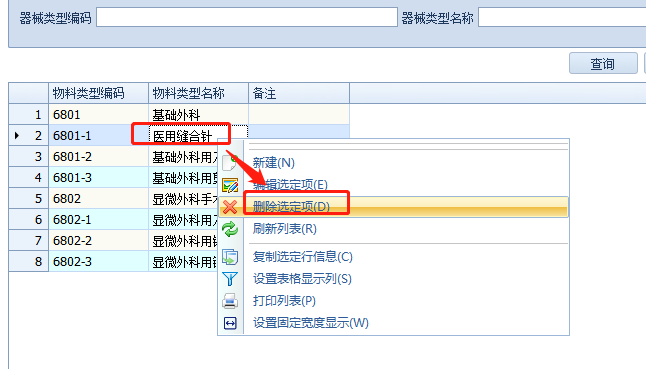 器械类型编码 器械类型名称
查询
物料类型编码 物料类型名称 备注
1 6801 基础外科
2 6801-1 医用缝合针
3 6801-2 基础外科用
4 6801-3 基础外科用
5 6802 显微外科手
6 6802-1 显微外科用
7 6802-2 显微外科用
8 6802-3 显微外科用
新建(N)
编辑选定项(E)
删除选定项(D)
刷新列表(R)
复制选定行信息(C)
设置表格显示列(S)
打印列表(P)
设置固定宽度显示(W)